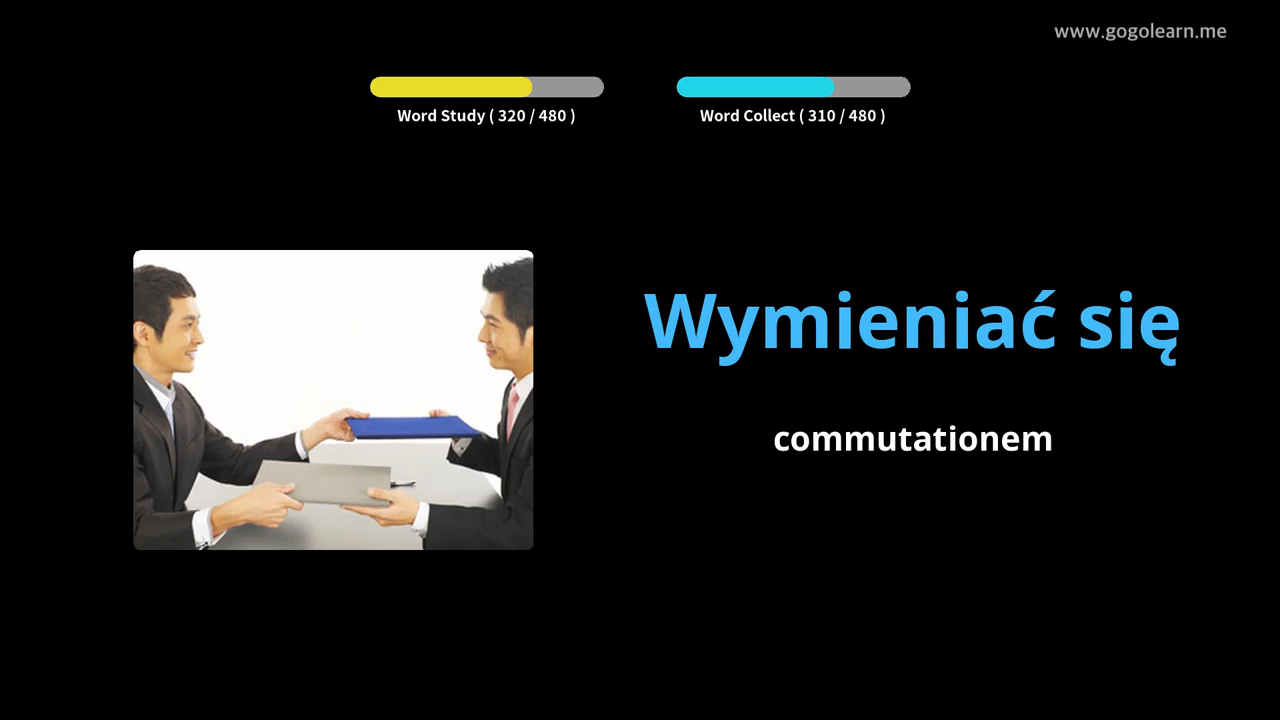 www.gogolearn.me
Word Study ( 320 / 480 )
Word Collect ( 310 / 480 )
Wymieniać się
commutationem